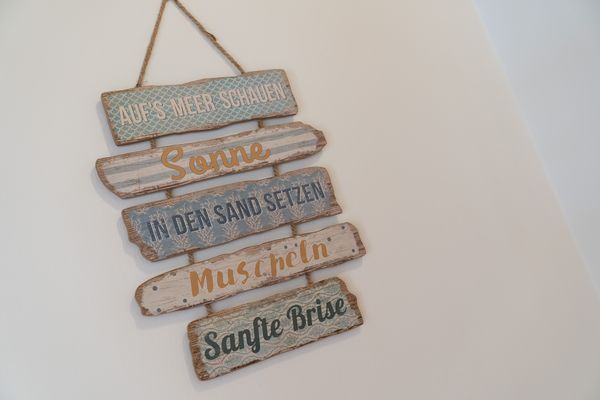 AUF'S MEER SCHAUEN
Sonne
IN DEN SAND SETZEN
Muscheln
Sanfte Brise